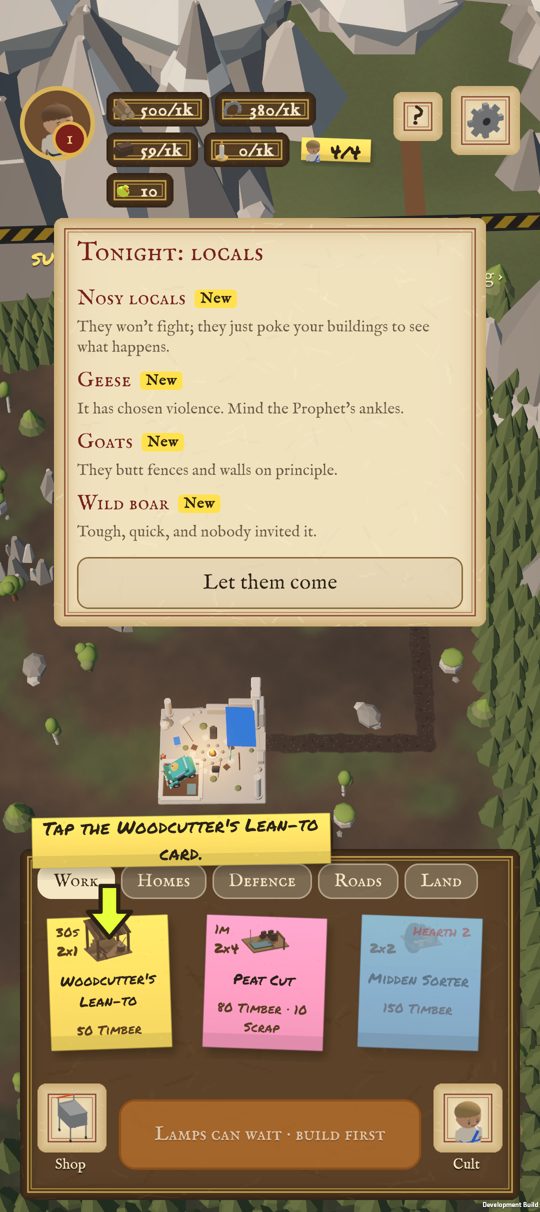 1
500/1k
380/1k
?
59/1k
0/1k
4/4
10
su
g ›
Tonight: locals
Nosy locals New
They won't fight; they just poke your buildings to see
what happens.
Geese New
It has chosen violence. Mind the Prophet's ankles.
Goats New
They butt fences and walls on principle.
Wild boar New
Tough, quick, and nobody invited it.
Let them come
Tap the Woodcutter's Lean-to
card.
Work
Homes
Defence
Roads
Land
30s
2x1
Woodcutter's
Lean-to
50 Timber
1m
2x4
Peat Cut
80 Timber · 10
Scrap
Hearth 2
2x2
Midden Sorter
150 Timber
Shop
Lamps can wait · build first
Cult
Development Build